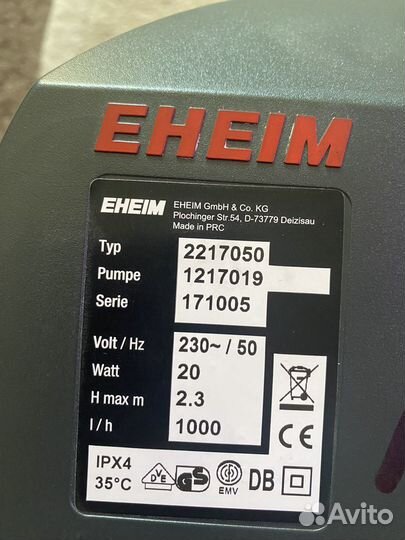 EHEIM
EHEIM
EHEIM GmbH & Co. KG
Plochinger Str.54, D-73779 Deizisau
Made in PRC
Typ 2217050
Pumpe 1217019
Serie 171005
Volt / Hz 230~ / 50
Watt 20
H max m 2.3
l / h 1000
IPX4
35°C
DVE
GS
EMV
DB
CE
Avito